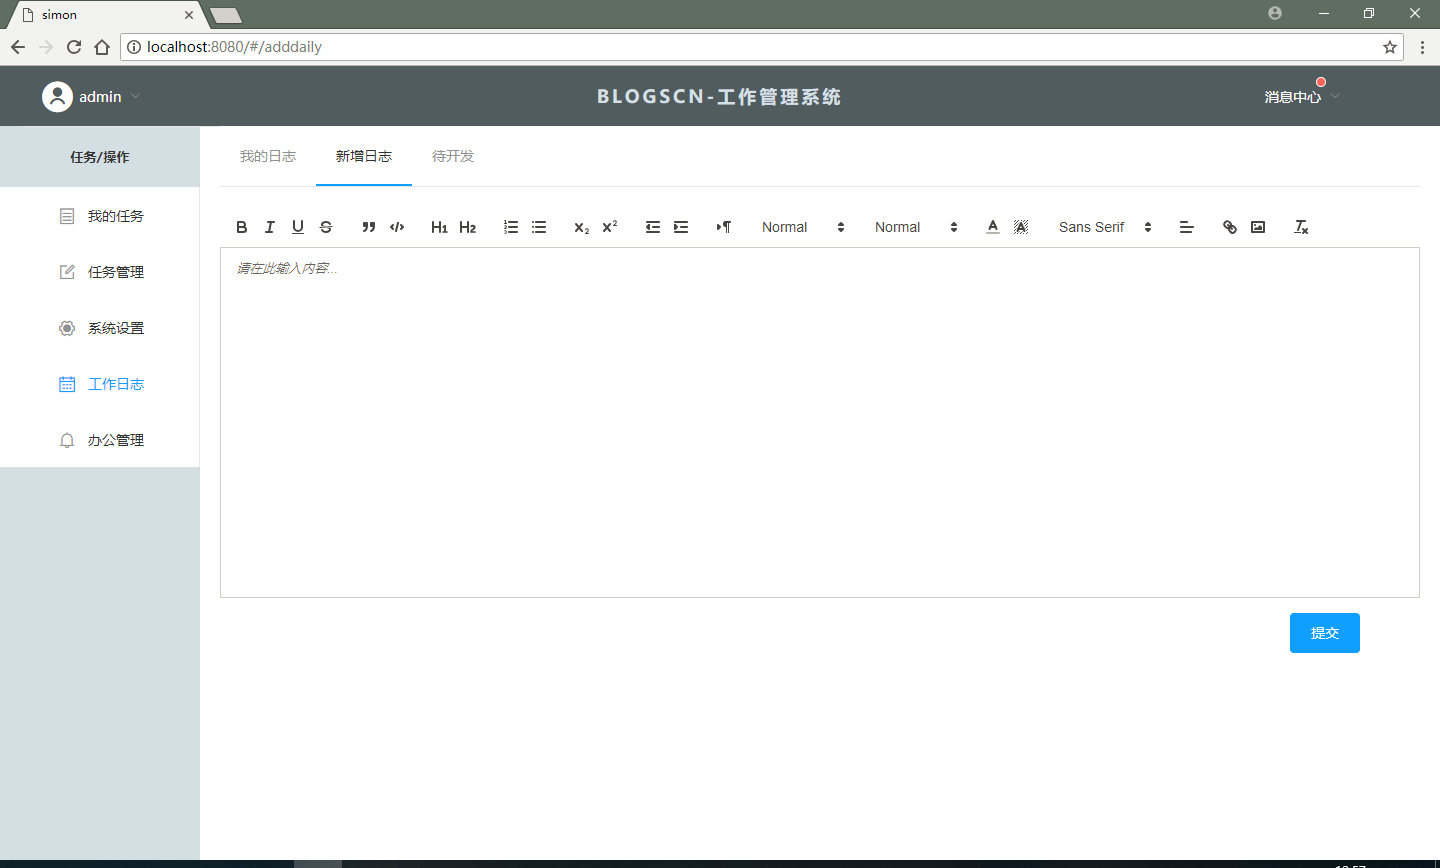 simon
localhost:8080/#/adddaily
admin
BLOGSCN-工作管理系统
消息中心
任务/操作
我的任务
任务管理
系统设置
工作日志
办公管理
我的日志 新增日志 待开发
B I U S H1 H2 x₂ x² Normal Normal A A Sans Serif Tx
请在此输入内容...
提交